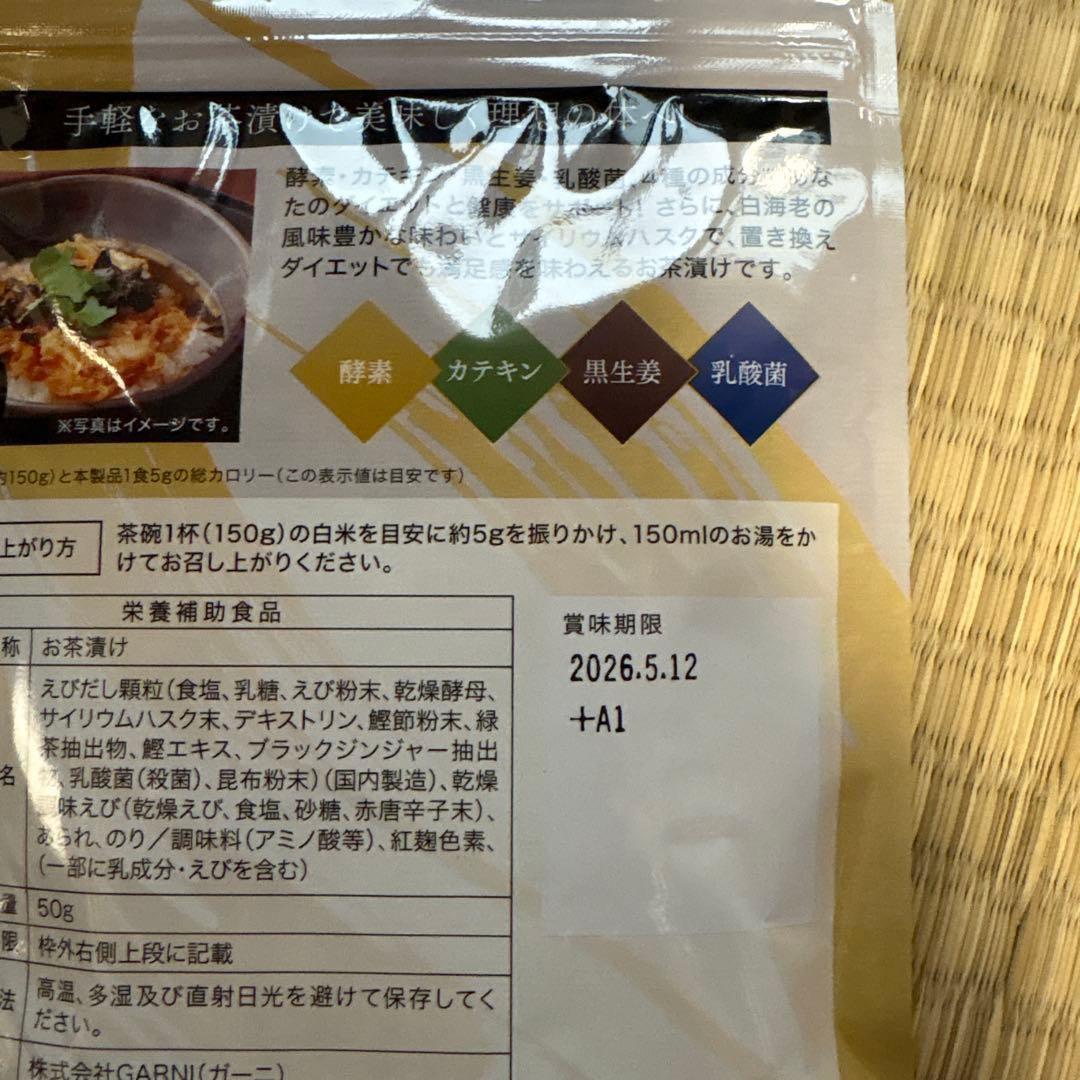 手軽なお茶漬けで美味しく理想の体へ
酵素・カテキン、黒生姜、乳酸菌、4種の成分があな
たのダイエットと健康をサポート! さらに、白海老の
風味豊かな味わいとサイリウムハスクで、置き換え
ダイエットでも満足感を味わえるお茶漬けです。
酵素
カテキン
黒生姜
乳酸菌
※写真はイメージです。
約150g)と本製品1食5gの総カロリー(この表示値は目安です)
上がり方
茶碗1杯(150g)の白米を目安に約5gを振りかけ、150mlのお湯をか
けてお召し上がりください。
栄養補助食品
称 お茶漬け
名 えびだし顆粒(食塩、乳糖、えび粉末、乾燥酵母、
サイリウムハスク末、デキストリン、鰹節粉末、緑
茶抽出物、鰹エキス、ブラックジンジャー抽出
物、乳酸菌(殺菌)、昆布粉末)(国内製造)、乾燥
味えび(乾燥えび、食塩、砂糖、赤唐辛子末)、
あられ、のり/調味料(アミノ酸等)、紅麹色素、
(一部に乳成分・えびを含む)
量 50g
限 枠外右側上段に記載
法 高温、多湿及び直射日光を避けて保存してく
ださい。
株式会社GARNI(ガーニ)
賞味期限
2026.5.12
+A1